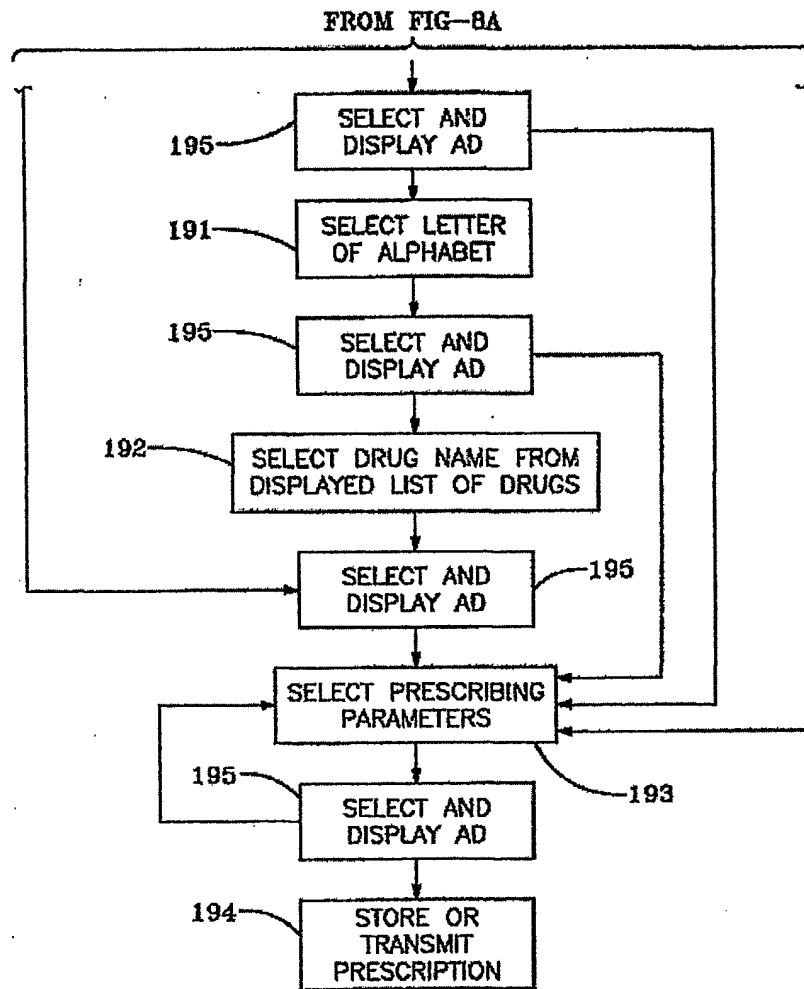 FROM FIG-8A
195
SELECT AND
DISPLAY AD
191
SELECT LETTER
OF ALPHABET
195
SELECT AND
DISPLAY AD
192
SELECT DRUG NAME FROM
DISPLAYED LIST OF DRUGS
SELECT AND
DISPLAY AD
195
SELECT PRESCRIBING
PARAMETERS
193
195
SELECT AND
DISPLAY AD
194
STORE OR
TRANSMIT
PRESCRIPTION